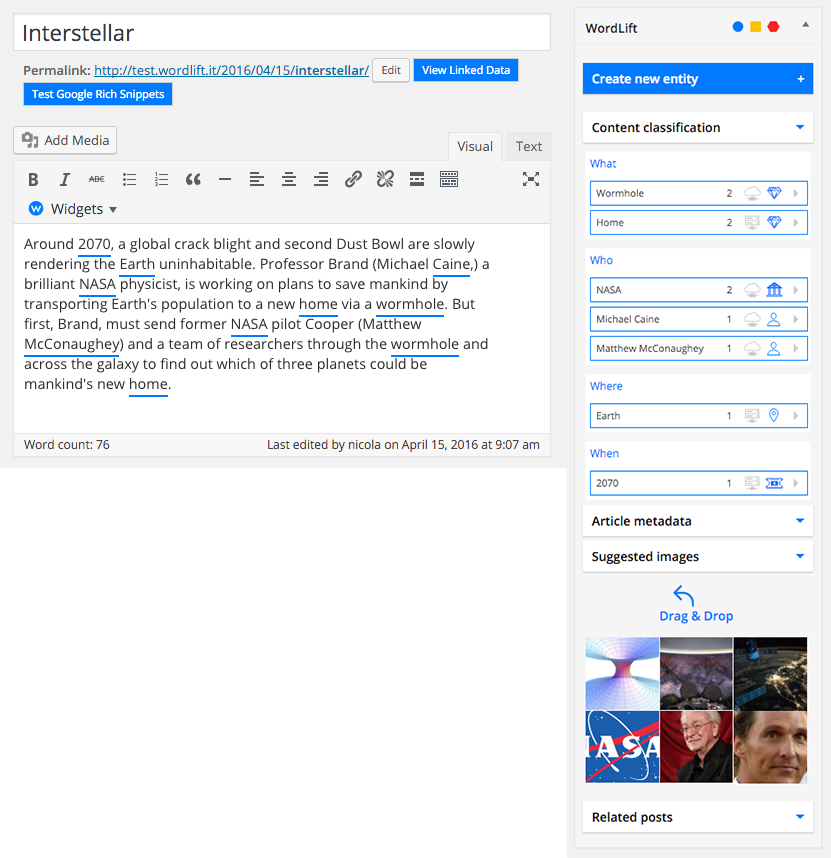 Interstellar
Permalink: http://test.wordlift.it/2016/04/15/interstellar/ Edit View Linked Data
Test Google Rich Snippets
Add Media
Visual Text
B I ABC
Widgets
Around 2070, a global crack blight and second Dust Bowl are slowly
rendering the Earth uninhabitable. Professor Brand (Michael Caine,) a
brilliant NASA physicist, is working on plans to save mankind by
transporting Earth's population to a new home via a wormhole. But
first, Brand, must send former NASA pilot Cooper (Matthew
McConaughey) and a team of researchers through the wormhole and
across the galaxy to find out which of three planets could be
mankind's new home.
Word count: 76 Last edited by nicola on April 15, 2016 at 9:07 am
WordLift
Create new entity +
Content classification
What
Wormhole 2
Home 2
Who
NASA 2
Michael Caine 1
Matthew McConaughey 1
Where
Earth 1
When
2070 1
Article metadata
Suggested images
Drag & Drop
NASA
Related posts